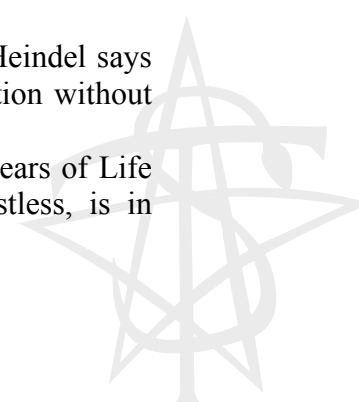 Heindel says
tion without
ears of Life
stless, is in